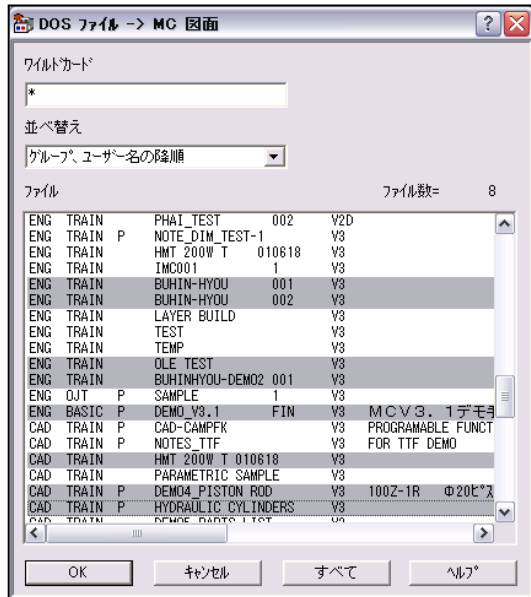 DOS ファイル -> MC 図面
ワイルドカード
*
並べ替え
グループ、ユーザー名の降順
ファイル ファイル数= 8
ENG TRAIN PHAI_TEST 002 V2D
ENG TRAIN P NOTE_DIM_TEST-1 V3
ENG TRAIN HMT 200W T 010618 V3
ENG TRAIN IMC001 1 V3
ENG TRAIN BUHIN-HYOU 001 V3
ENG TRAIN BUHIN-HYOU 002 V3
ENG TRAIN LAYER BUILD V3
ENG TRAIN TEST V3
ENG TRAIN TEMP V3
ENG TRAIN OLE TEST V3
ENG TRAIN BUHINHYOU-DEMO2 001 V3
ENG OJT P SAMPLE 1 V3
ENG BASIC P DEMO_V3.1 FIN V3 MCV3.1デモ
CAD TRAIN P CAD-CAMPFK V3 PROGRAMABLE FUNCT
CAD TRAIN P NOTES_TTF V3 FOR TTF DEMO
CAD TRAIN HMT 200W T 010618 V3
CAD TRAIN PARAMETRIC SAMPLE V3
CAD TRAIN P DEMO4_PISTON ROD V3 100Z-1R Φ20ピス
CAD TRAIN P HYDRAULIC CYLINDERS V3
CAD TRAIN DEMO5_PARTS LIST V3
OK キャンセル すべて ヘルプ